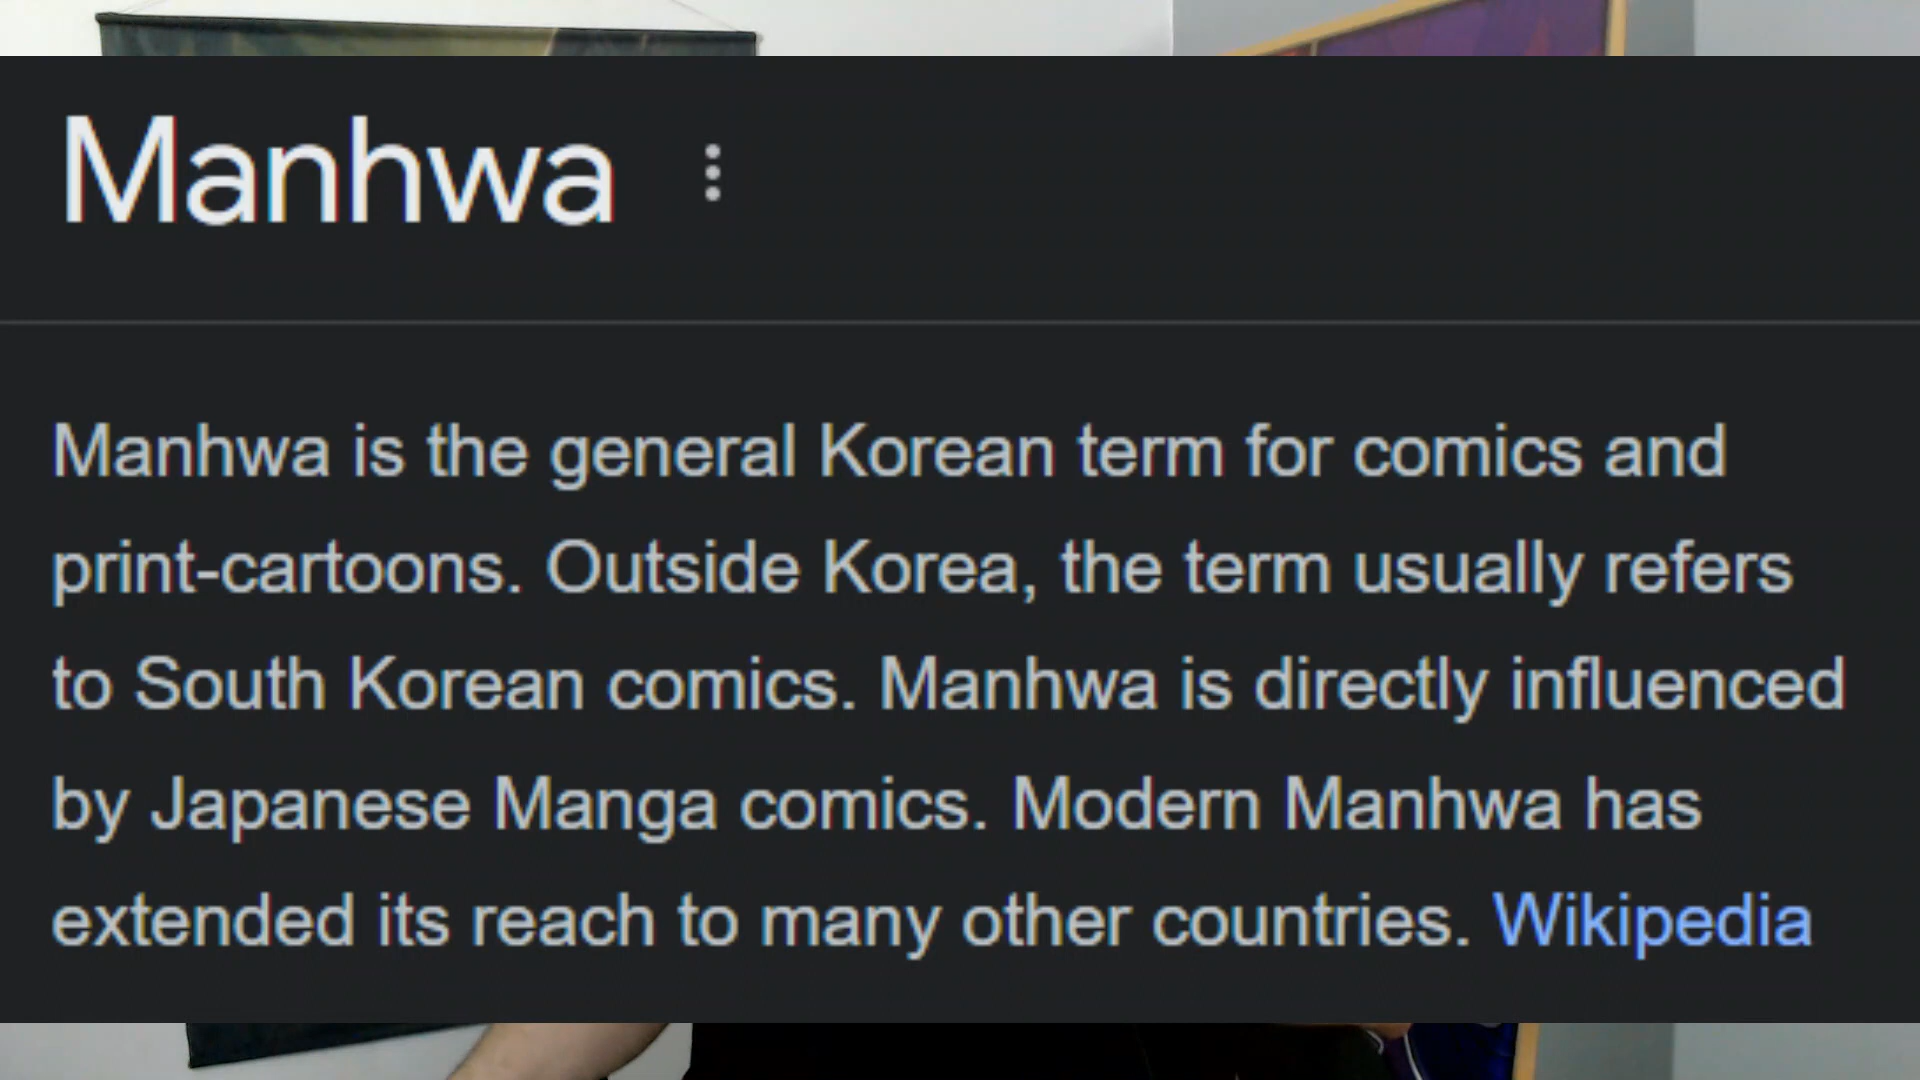 Manhwa
Manhwa is the general Korean term for comics and
print-cartoons. Outside Korea, the term usually refers
to South Korean comics. Manhwa is directly influenced
by Japanese Manga comics. Modern Manhwa has
extended its reach to many other countries. Wikipedia